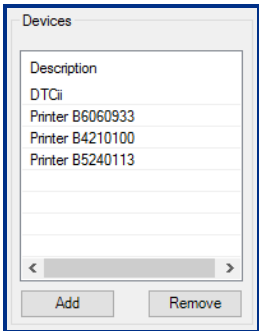 Devices
Description
DTCii
Printer B6060933
Printer B4210100
Printer B5240113
Add
Remove